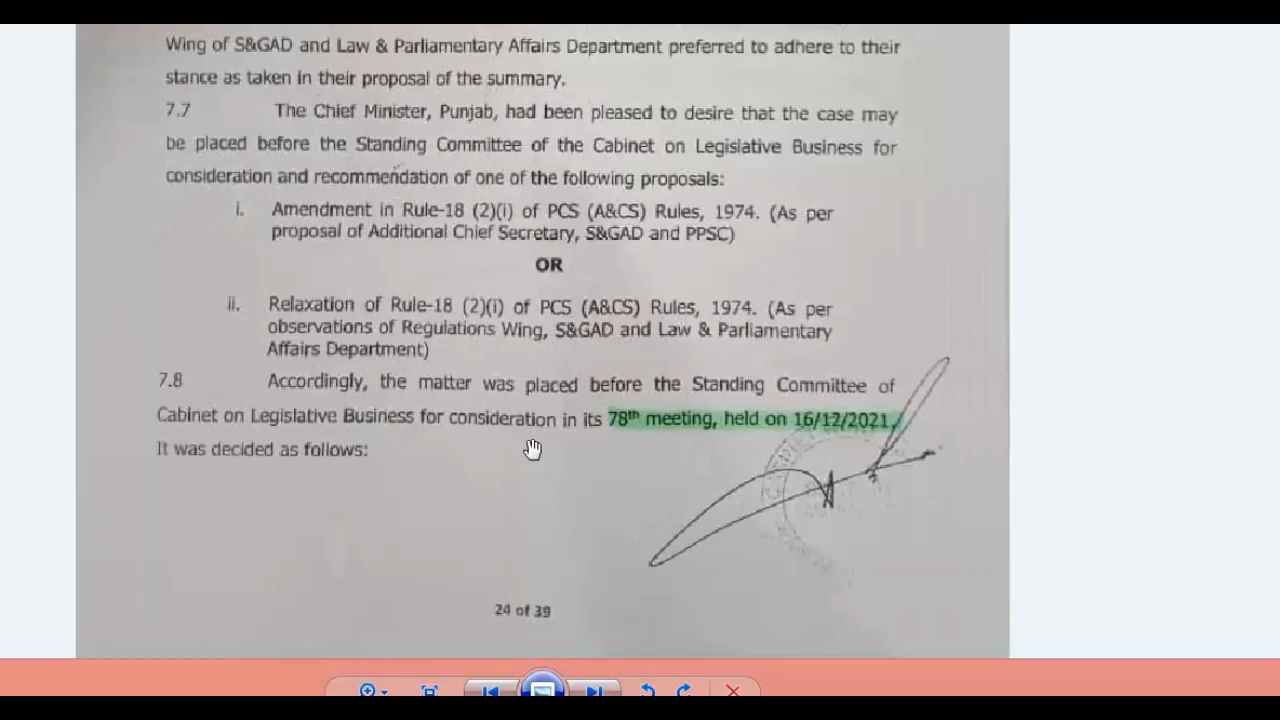 Wing of S&GAD and Law & Parliamentary Affairs Department preferred to adhere to their
stance as taken in their proposal of the summary.
7.7 The Chief Minister, Punjab, had been pleased to desire that the case may
be placed before the Standing Committee of the Cabinet on Legislative Business for
consideration and recommendation of one of the following proposals:
i. Amendment in Rule-18 (2)(i) of PCS (A&CS) Rules, 1974. (As per
proposal of Additional Chief Secretary, S&GAD and PPSC)
OR
ii. Relaxation of Rule-18 (2)(i) of PCS (A&CS) Rules, 1974. (As per
observations of Regulations Wing, S&GAD and Law & Parliamentary
Affairs Department)
7.8 Accordingly, the matter was placed before the Standing Committee of
Cabinet on Legislative Business for consideration in its 78th meeting, held on 16/12/2021.
It was decided as follows:
24 of 39